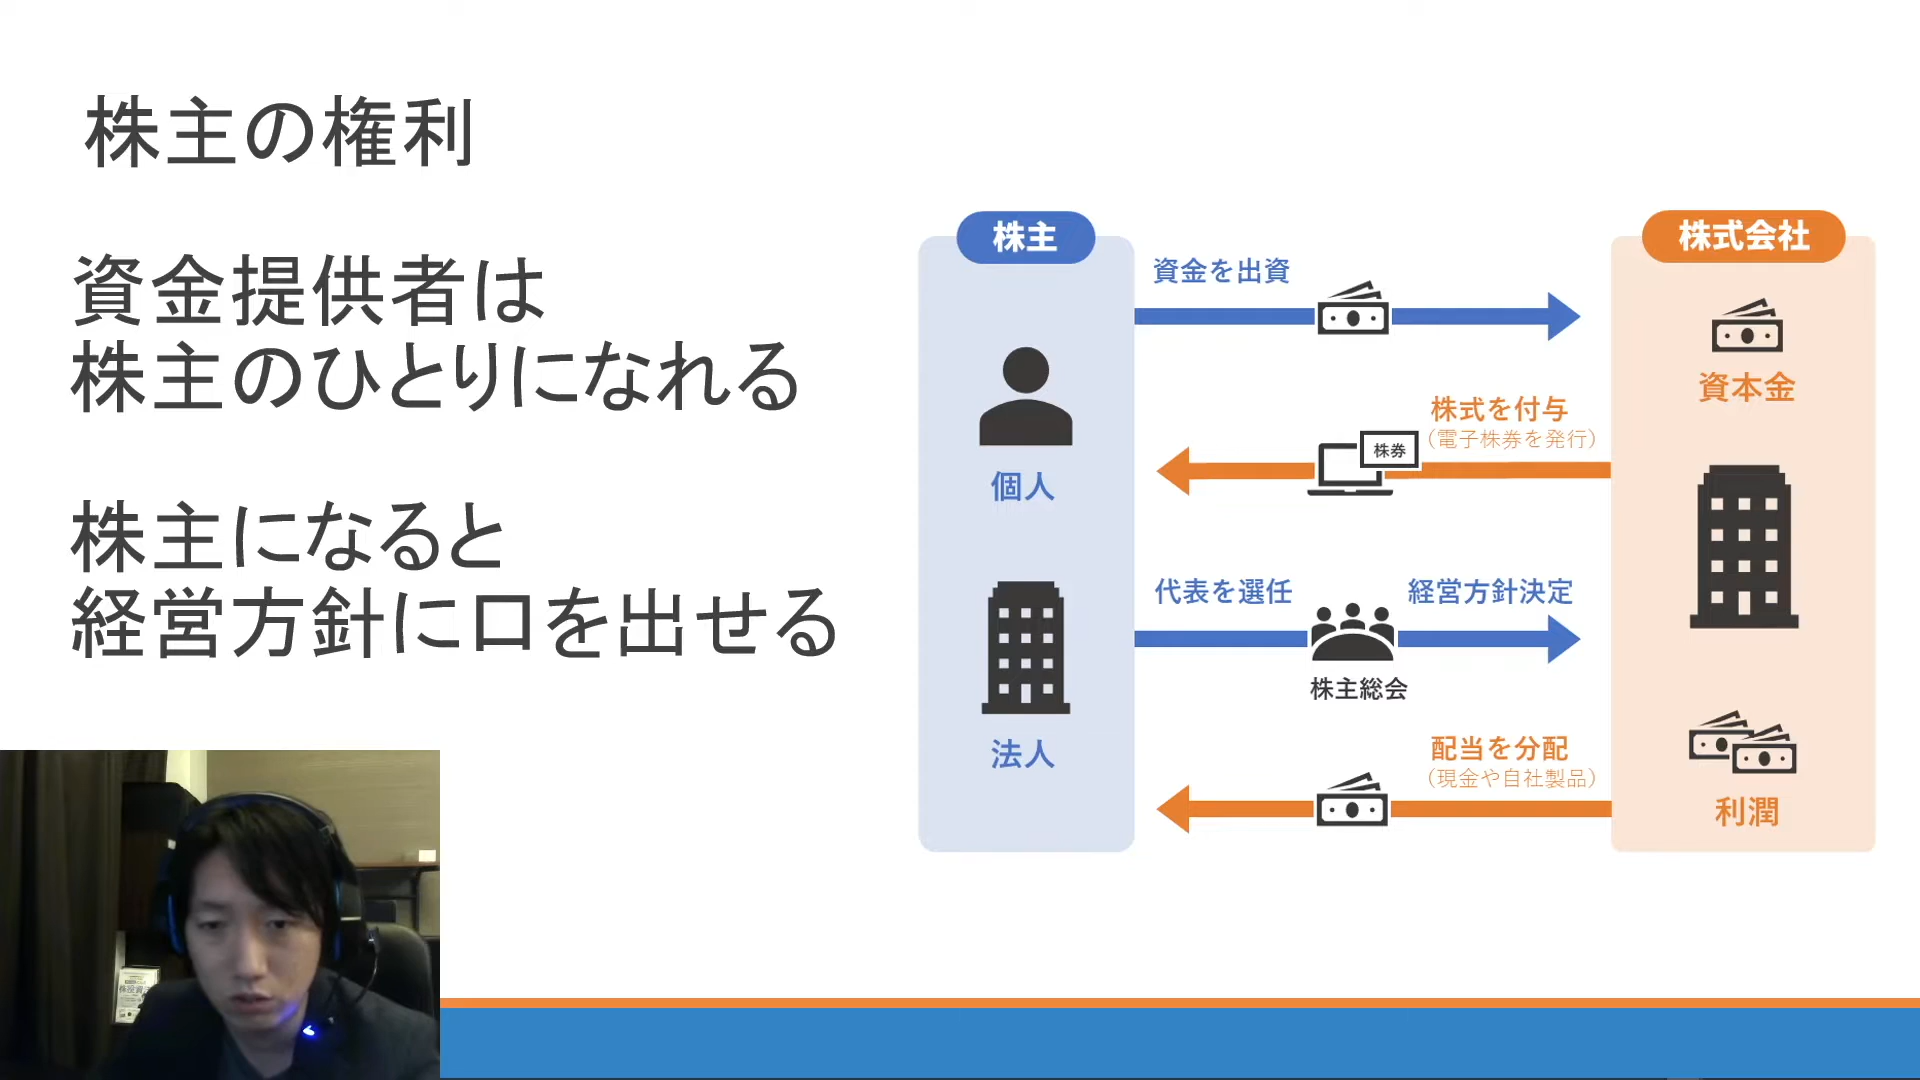 株主の権利
資金提供者は
株主のひとりになれる
株主になると
経営方針に口を出せる
株主
個人
法人
資金を出資
株式を付与
（電子株券を発行）
株券
代表を選任
経営方針決定
株主総会
配当を分配
（現金や自社製品）
株式会社
資本金
利潤